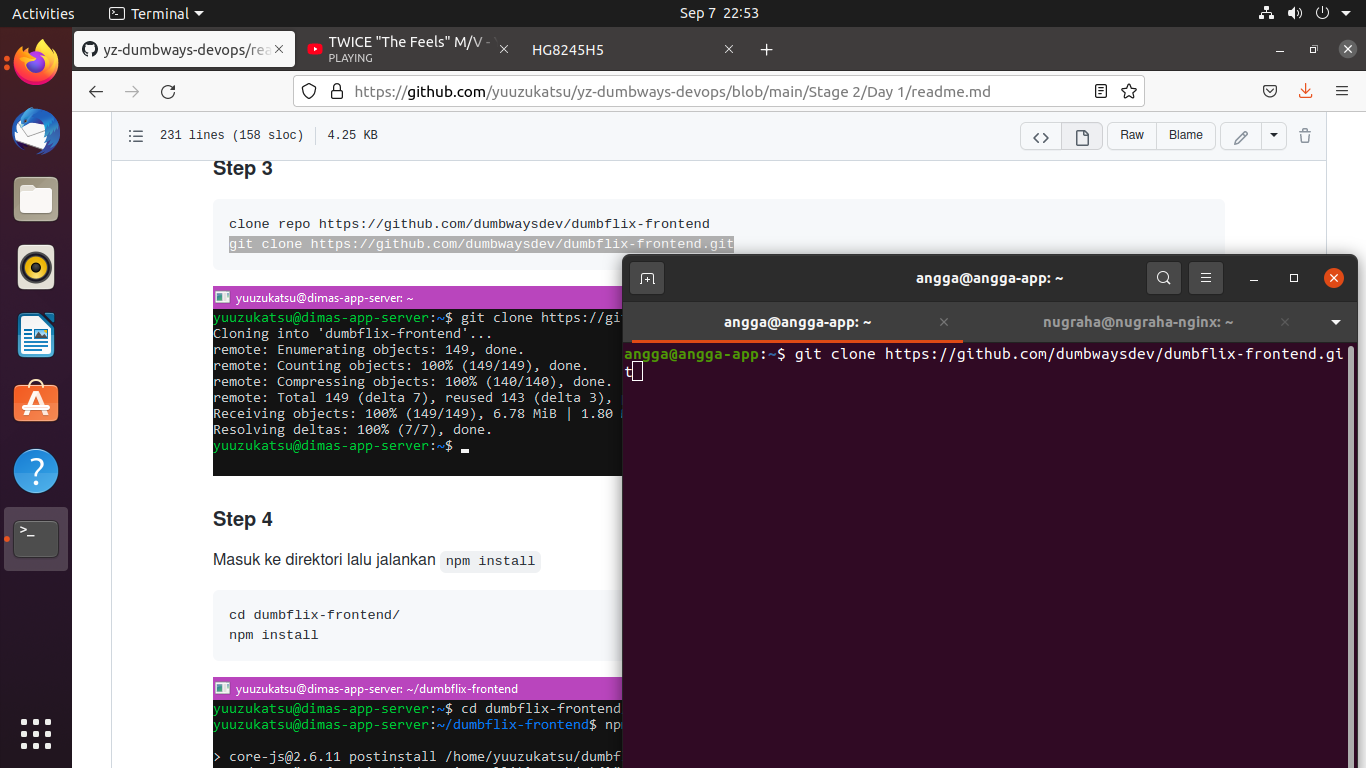 Activities
Terminal
Sep 7 22:53
yz-dumbways-devops/rea
TWICE "The Feels" M/V -
PLAYING
HG8245H5
https://github.com/yuuzukatsu/yz-dumbways-devops/blob/main/Stage 2/Day 1/readme.md
231 lines (158 sloc)
4.25 KB
Raw
Blame
Step 3
clone repo https://github.com/dumbwaysdev/dumbflix-frontend
git clone https://github.com/dumbwaysdev/dumbflix-frontend.git
yuuzukatsu@dimas-app-server: ~
yuuzukatsu@dimas-app-server:~$ git clone https://gi
Cloning into 'dumbflix-frontend'...
remote: Enumerating objects: 149, done.
remote: Counting objects: 100% (149/149), done.
remote: Compressing objects: 100% (140/140), done.
remote: Total 149 (delta 7), reused 143 (delta 3),
Receiving objects: 100% (149/149), 6.78 MiB | 1.80
Resolving deltas: 100% (7/7), done.
yuuzukatsu@dimas-app-server:~$
Step 4
Masuk ke direktori lalu jalankan npm install
cd dumbflix-frontend/
npm install
yuuzukatsu@dimas-app-server: ~/dumbflix-frontend
yuuzukatsu@dimas-app-server:~$ cd dumbflix-frontend
yuuzukatsu@dimas-app-server:~/dumbflix-frontend$ np
> core-js@2.6.11 postinstall /home/yuuzukatsu/dumbf
angga@angga-app: ~
angga@angga-app: ~
nugraha@nugraha-nginx: ~
angga@angga-app:~$ git clone https://github.com/dumbwaysdev/dumbflix-frontend.gi
t